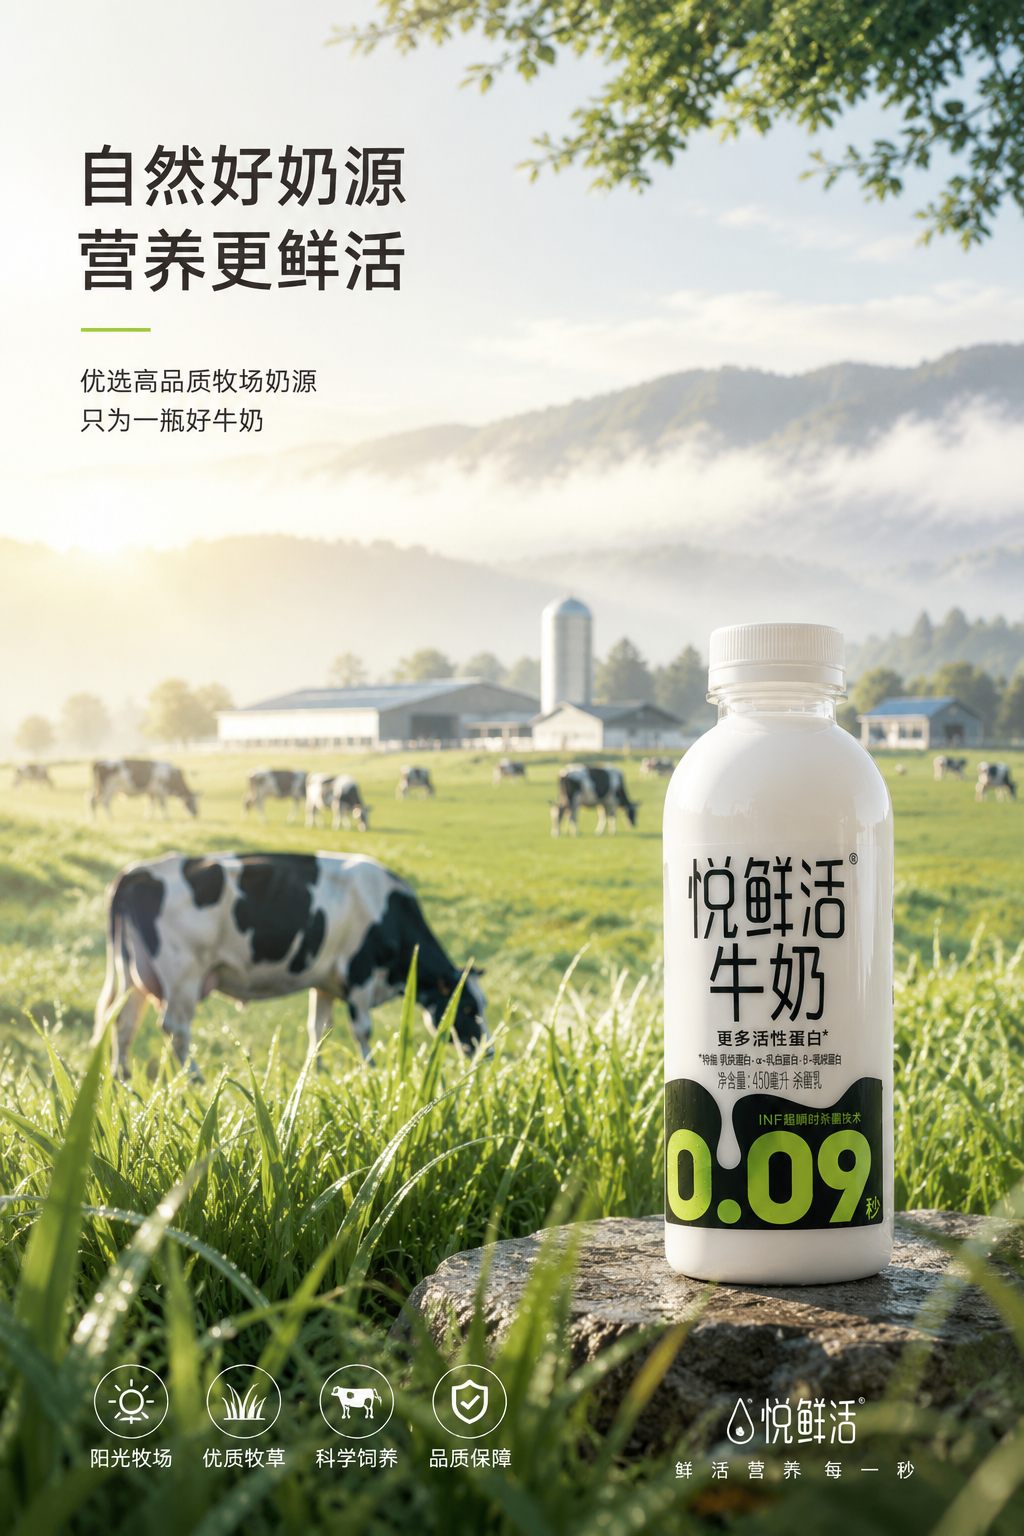 自然好奶源
营养更鲜活
优选高品质牧场奶源
只为一瓶好牛奶
悦鲜活®
牛奶
更多活性蛋白*
净含量:450毫升 杀菌乳
INF超瞬时杀菌技术
0.09秒
阳光牧场
优质牧草
科学饲养
品质保障
悦鲜活®
鲜活营养每一秒